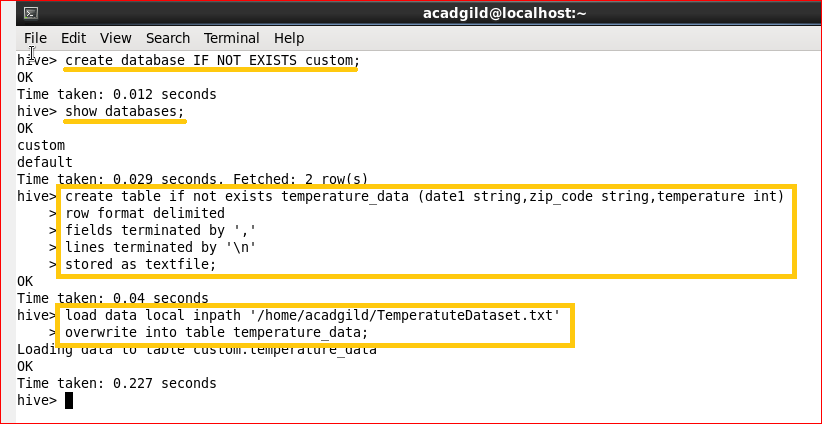 acadgild@localhost:~
File Edit View Search Terminal Help
hive> create database IF NOT EXISTS custom;
OK
Time taken: 0.012 seconds
hive> show databases;
OK
custom
default
Time taken: 0.029 seconds, Fetched: 2 row(s)
hive> create table if not exists temperature_data (date1 string,zip_code string,temperature int)
> row format delimited
> fields terminated by ','
> lines terminated by '\n'
> stored as textfile;
OK
Time taken: 0.04 seconds
hive> load data local inpath '/home/acadgild/TemperatuteDataset.txt'
> overwrite into table temperature_data;
Loading data to table custom.temperature_data
OK
Time taken: 0.227 seconds
hive>